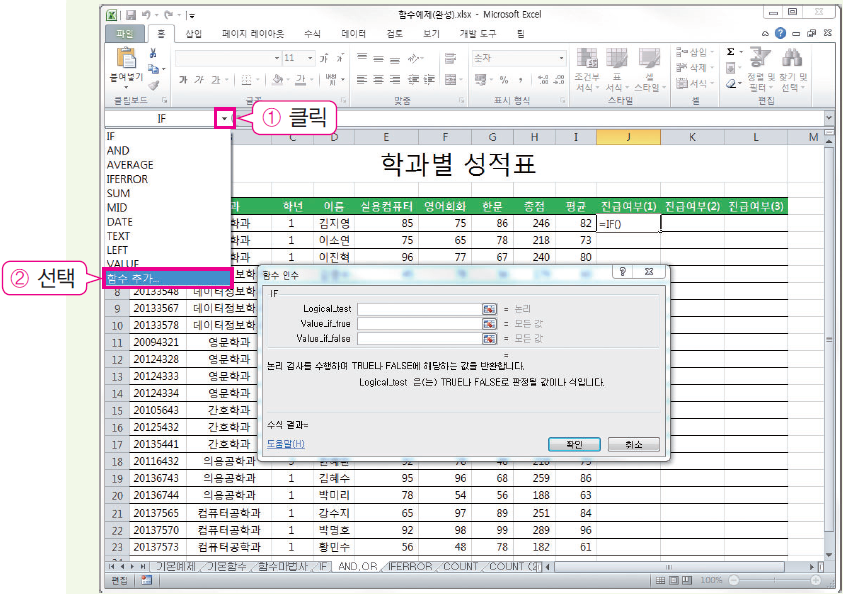 함수예제(완성).xlsx - Microsoft Excel
파일 홈 삽입 페이지 레이아웃 수식 데이터 검토 보기 개발 도구 팀
붙여넣기
11
가 가 가
숫자
조건부 서식
표 서식
셀 스타일
삽입
삭제
서식
정렬 및 필터
찾기 및 선택
클립보드 글꼴 맞춤 표시 형식 스타일 셀 편집
IF
① 클릭
C D E F G H I J K L M
IF
AND
AVERAGE
IFERROR
SUM
MID
DATE
TEXT
LEFT
VALUE
함수 추가...
② 선택
학과별 성적표
학년 이름 실용컴퓨터 영어회화 한문 총점 평균 진급여부(1) 진급여부(2) 진급여부(3)
학과 1 김지영 85 75 86 246 82 =IF()
학과 1 이소연 75 65 78 218 73
학과 1 이진혁 96 77 67 240 80
8 20133548 데이터정보학
9 20133567 데이터정보학
10 20133578 데이터정보학
11 20094321 영문학과
12 20124328 영문학과
13 20124333 영문학과
14 20124334 영문학과
15 20105643 간호학과
16 20125432 간호학과
17 20135441 간호학과
18 20116432 의용공학과
19 20136743 의용공학과 1 김혜수 95 96 68 259 86
20 20136744 의용공학과 1 박미리 78 54 56 188 63
21 20137565 컴퓨터공학과 1 강수지 65 97 89 251 84
22 20137570 컴퓨터공학과 1 박명호 92 98 99 289 96
23 20137573 컴퓨터공학과 1 황민수 56 48 78 182 61
함수 인수
IF
Logical_test = 논리
Value_if_true = 모든 값
Value_if_false = 모든 값
=
논리 검사를 수행하여 TRUE나 FALSE에 해당하는 값을 반환합니다.
Logical_test 은(는) TRUE나 FALSE로 판정될 값이나 식입니다.
수식 결과=
도움말(H)
확인 취소
기본예제 기본함수 함수마법사 IF AND,OR IFERROR COUNT COUNT (2)
편집 100%